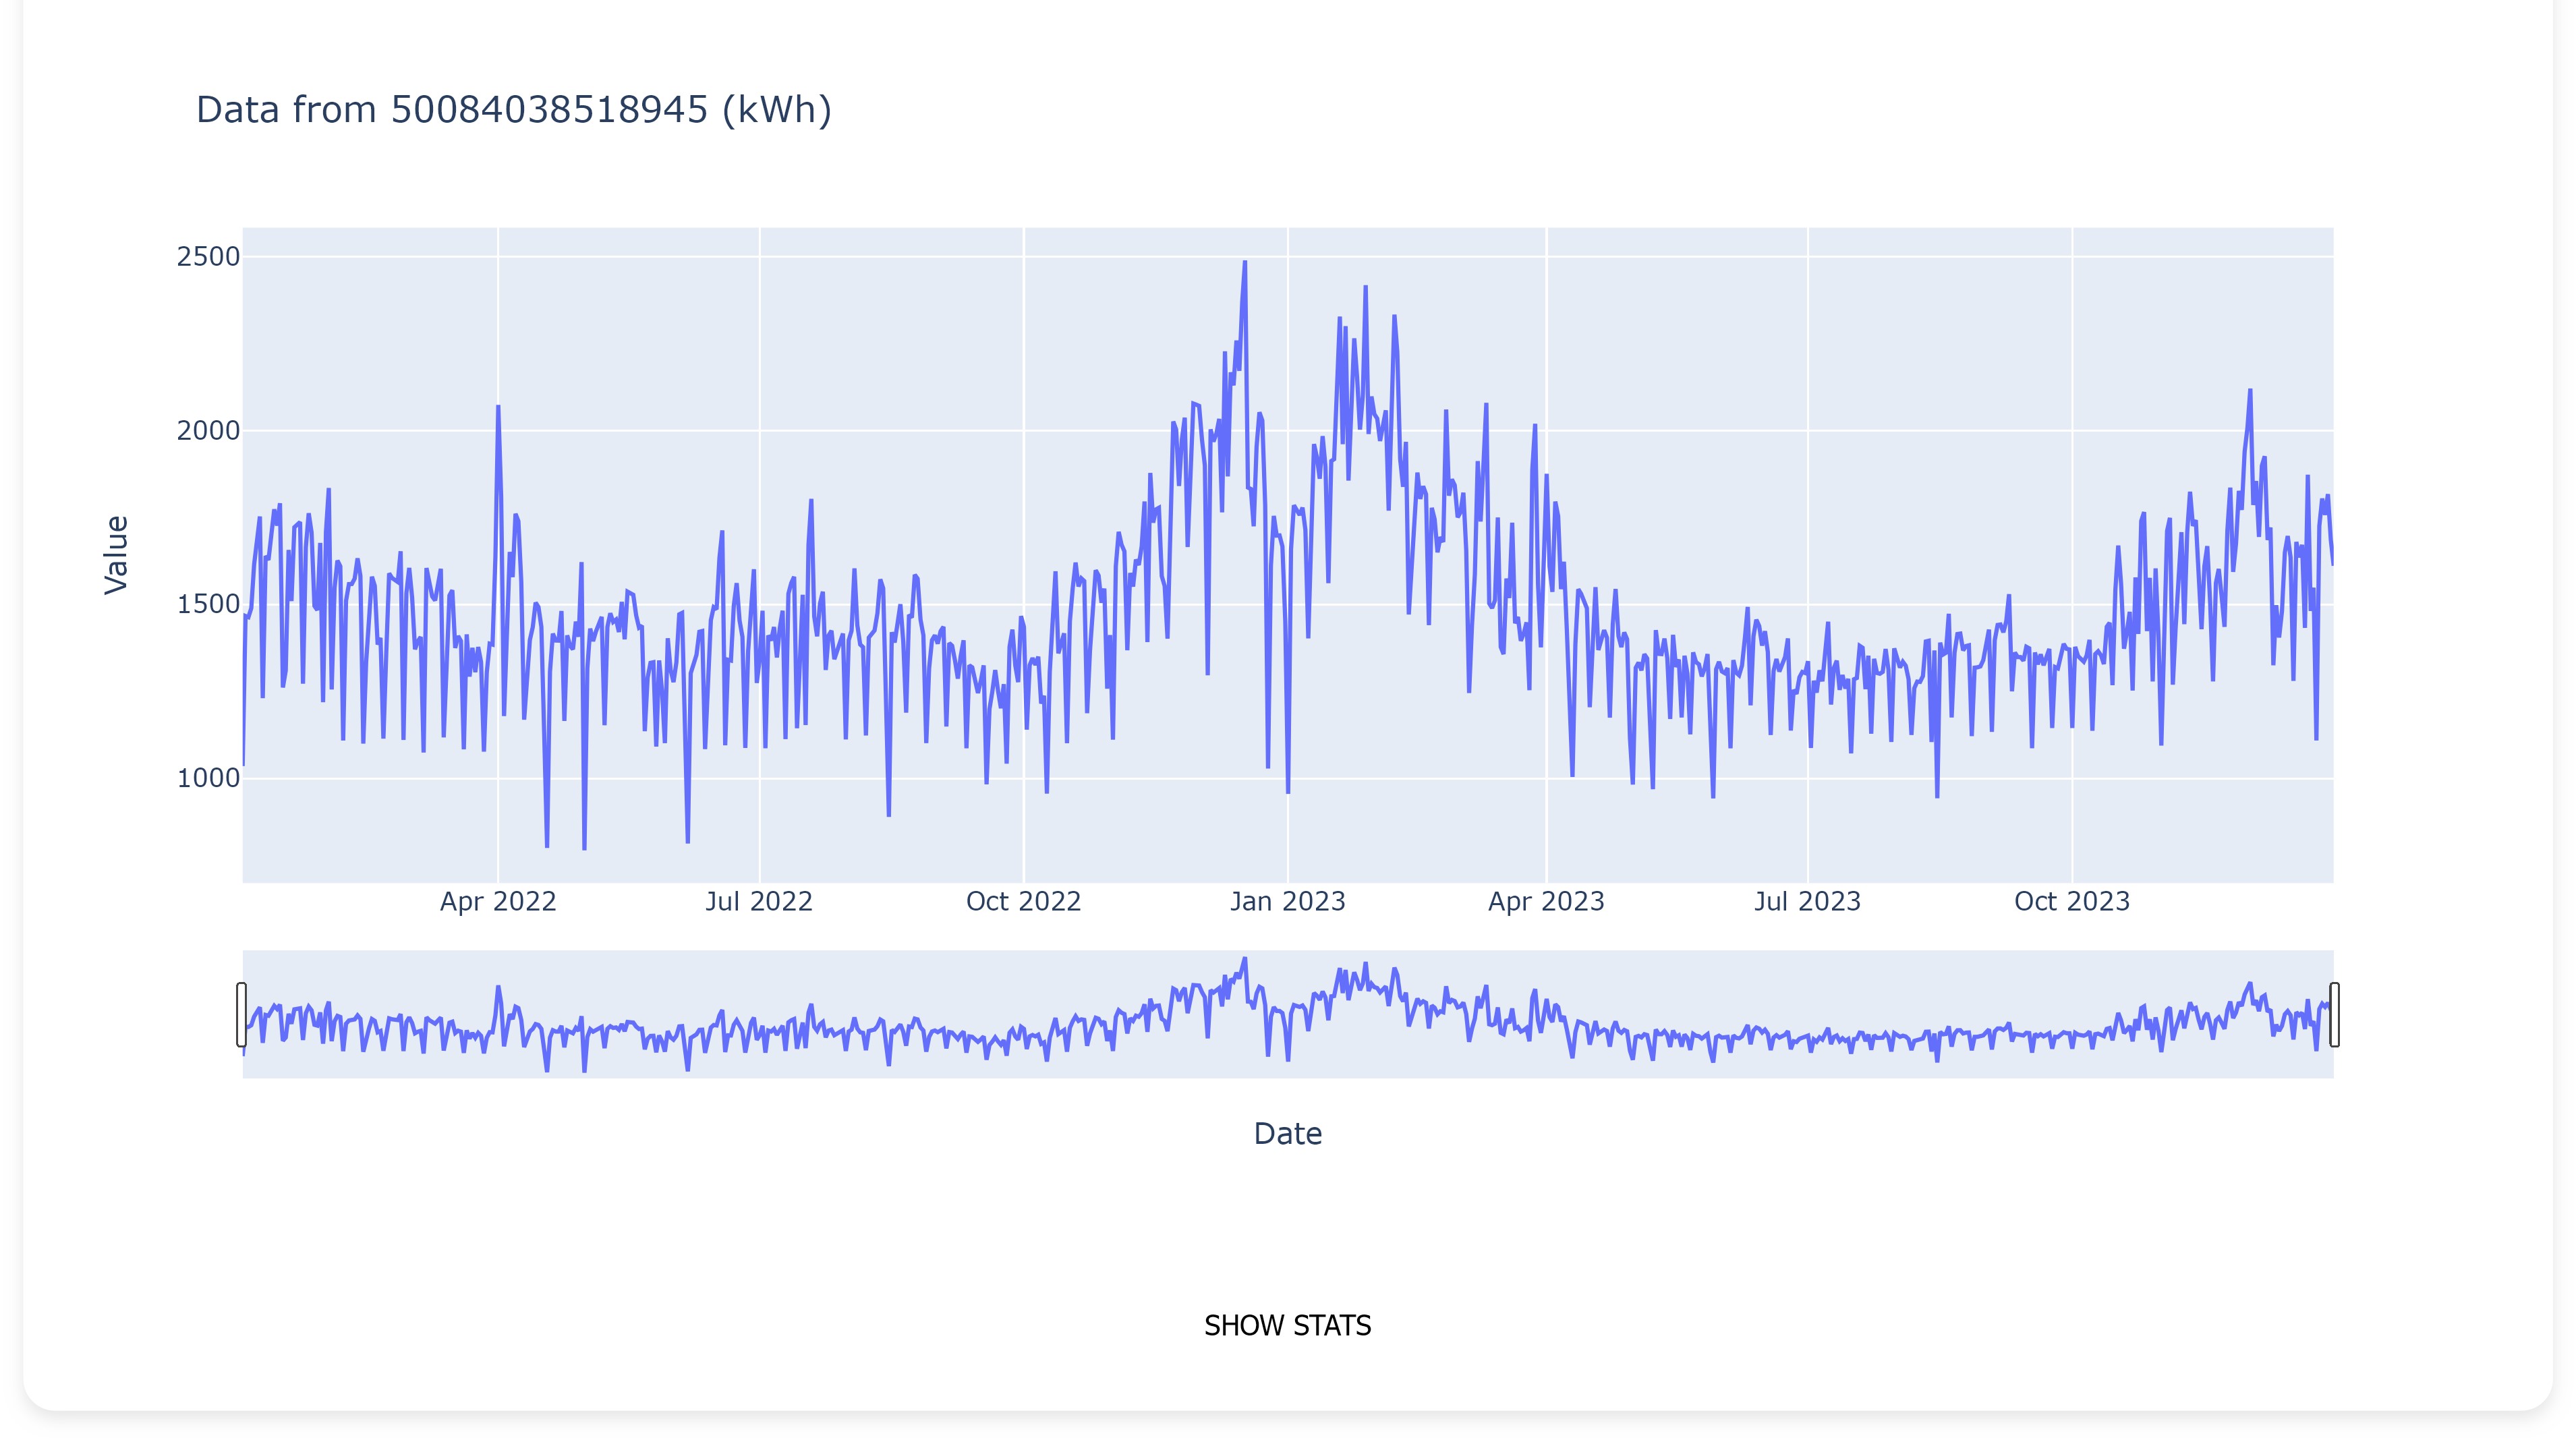 Data from 50084038518945 (kWh)
2500
2000
1500
1000
Value
Apr 2022
Jul 2022
Oct 2022
Jan 2023
Apr 2023
Jul 2023
Oct 2023
Date
SHOW STATS